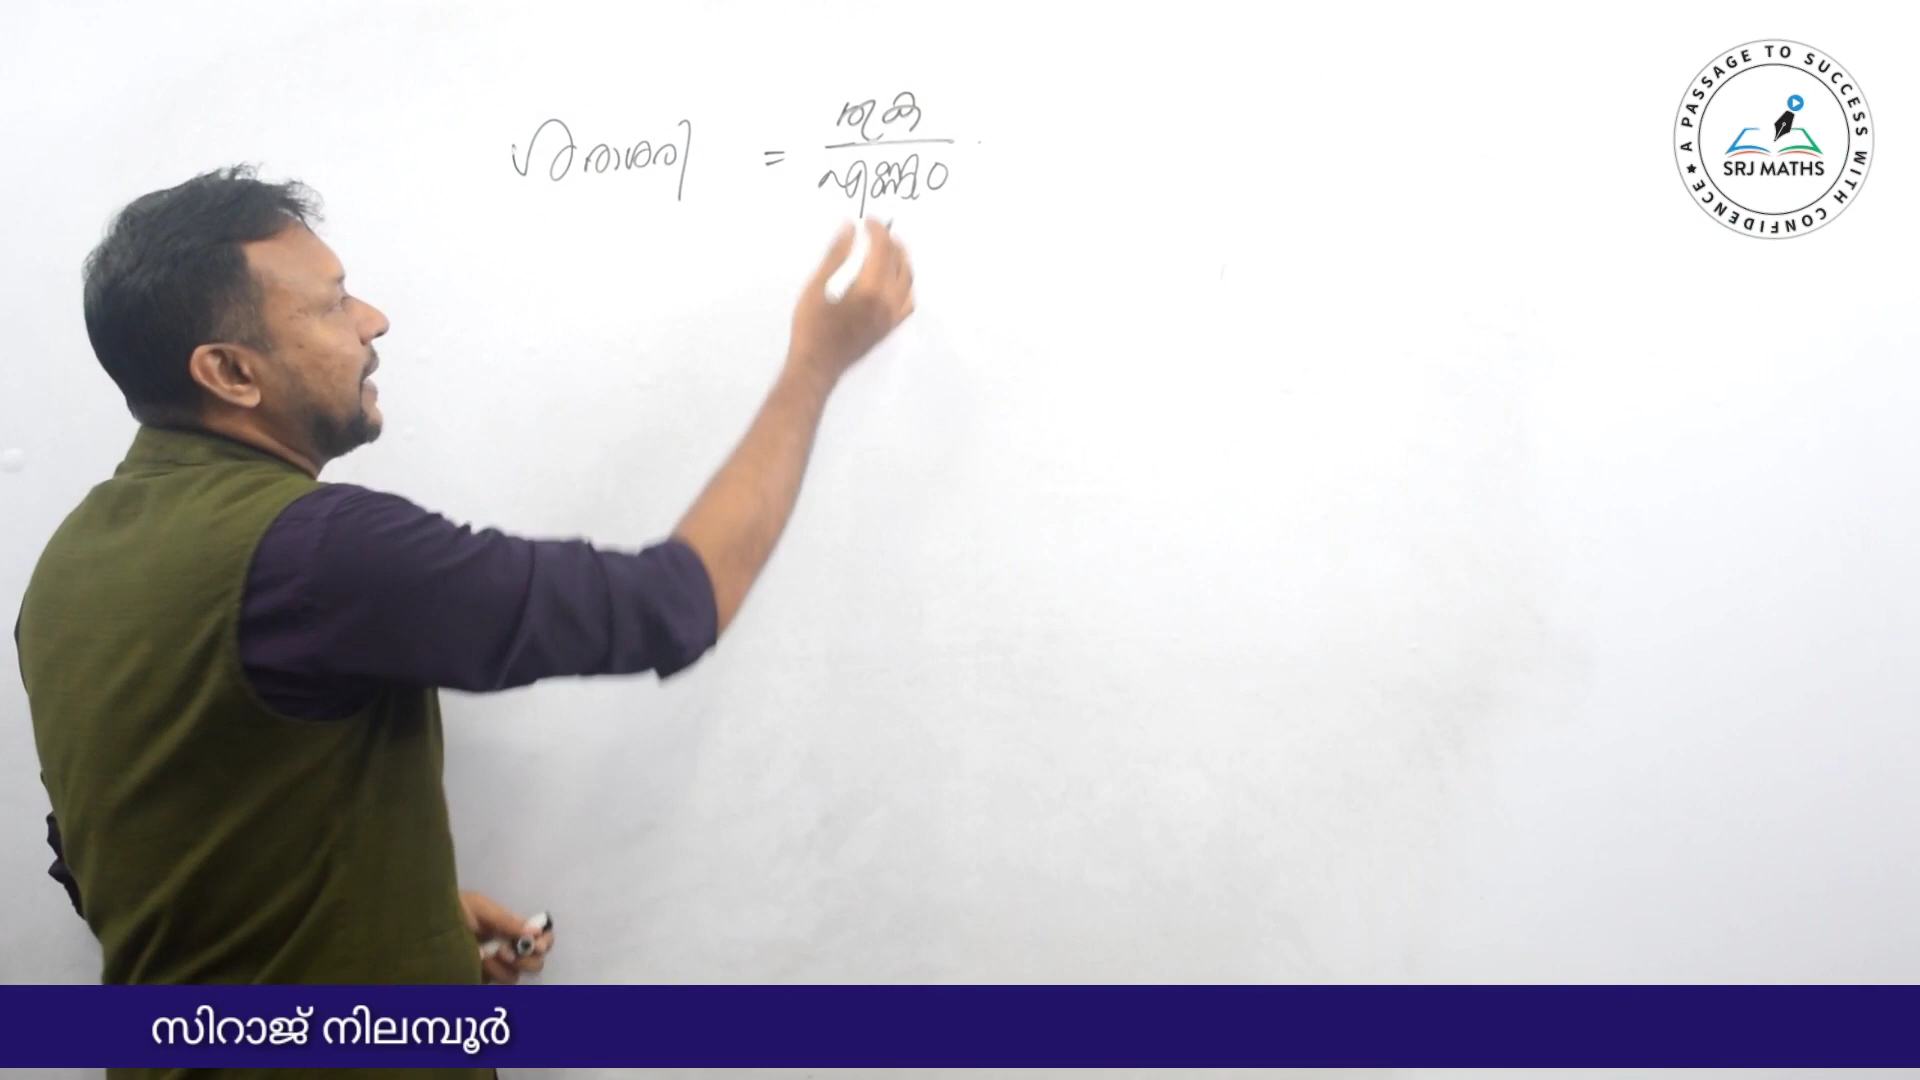 ശരാശരി = തുക
എണ്ണം
A PASSAGE TO SUCCESS WITH CONFIDENCE
SRJ MATHS
സിറാജ് നിലമ്പൂർ